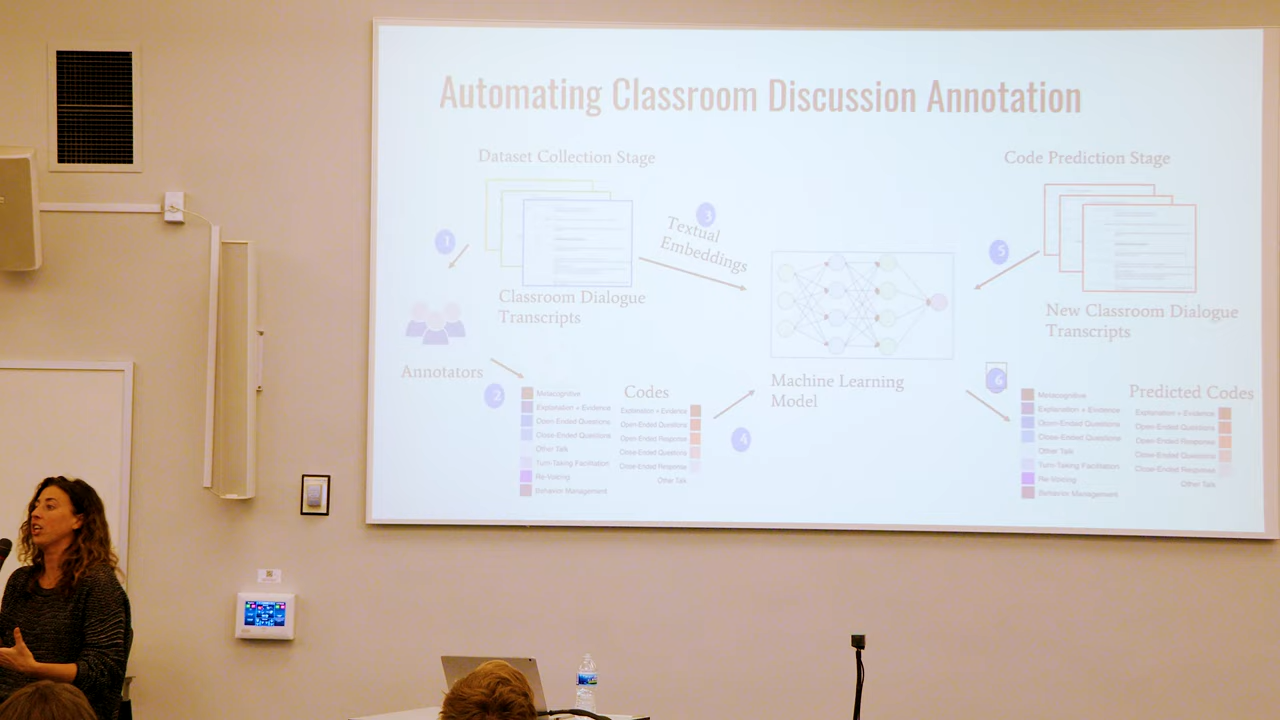 Automating Classroom Discussion Annotation
Dataset Collection Stage
Code Prediction Stage
1
3
Textual
Embeddings
5
Classroom Dialogue
Transcripts
New Classroom Dialogue
Transcripts
Annotators
2
Machine Learning
Model
4
6
Codes
Metacognitive
Explanation + Evidence
Open-Ended Questions
Close-Ended Questions
Other Talk
Turn-Taking Facilitation
Re-Voicing
Behavior Management
Explanation + Evidence
Open-Ended Questions
Open-Ended Response
Close-Ended Questions
Close-Ended Response
Other Talk
Predicted Codes
Metacognitive
Explanation + Evidence
Open-Ended Questions
Close-Ended Questions
Other Talk
Turn-Taking Facilitation
Re-Voicing
Behavior Management
Explanation + Evidence
Open-Ended Questions
Open-Ended Response
Close-Ended Questions
Close-Ended Response
Other Talk